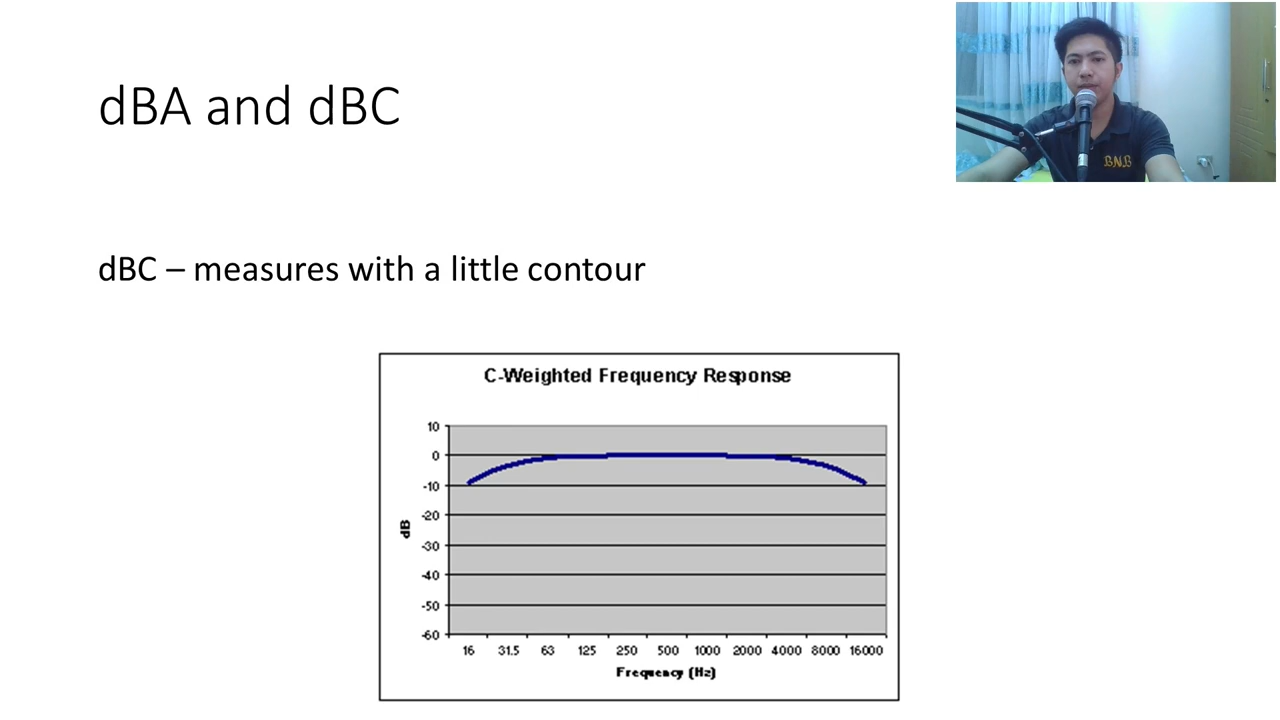 dBA and dBC
BNB
dBC – measures with a little contour
C-Weighted Frequency Response
10
0
-10
-20
-30
-40
-50
-60
dB
16 31.5 63 125 250 500 1000 2000 4000 8000 16000
Frequency (Hz)